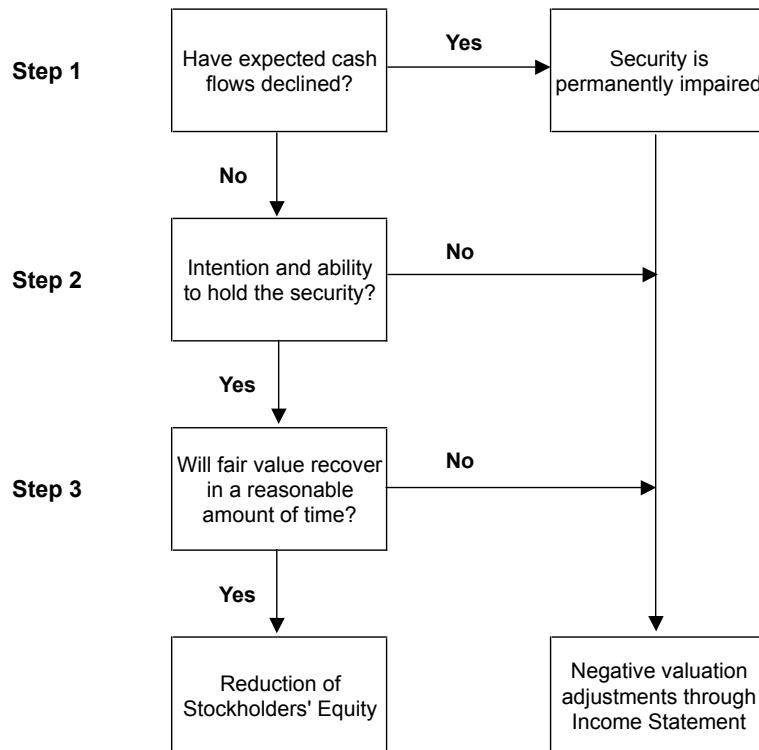 Step 1
Have expected cash
flows declined?
Yes
Security is
permanently impaired
No
Step 2
Intention and ability
to hold the security?
No
Yes
Step 3
Will fair value recover
in a reasonable
amount of time?
No
Yes
Reduction of
Stockholders' Equity
Negative valuation
adjustments through
Income Statement